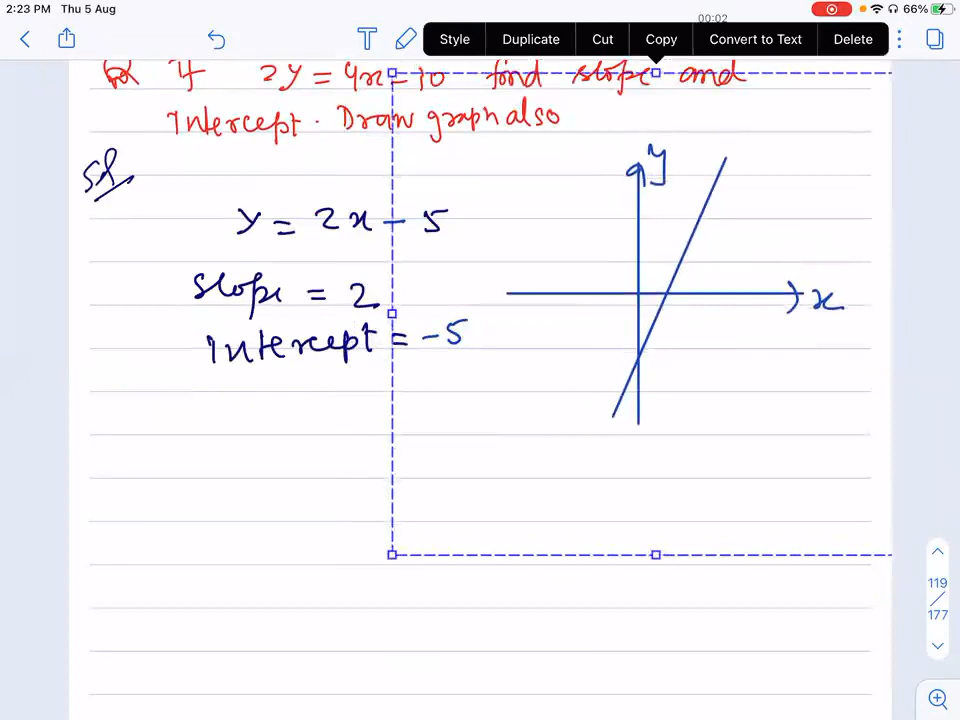 2:23 PM Thu 5 Aug
00:02
66%
T
Style Duplicate Cut Copy Convert to Text Delete
If 2Y = 4x - 10 find slope and
Intercept. Draw graph also
Sol
y = 2x - 5
slope = 2
Intercept = -5
y
x
119
/
177